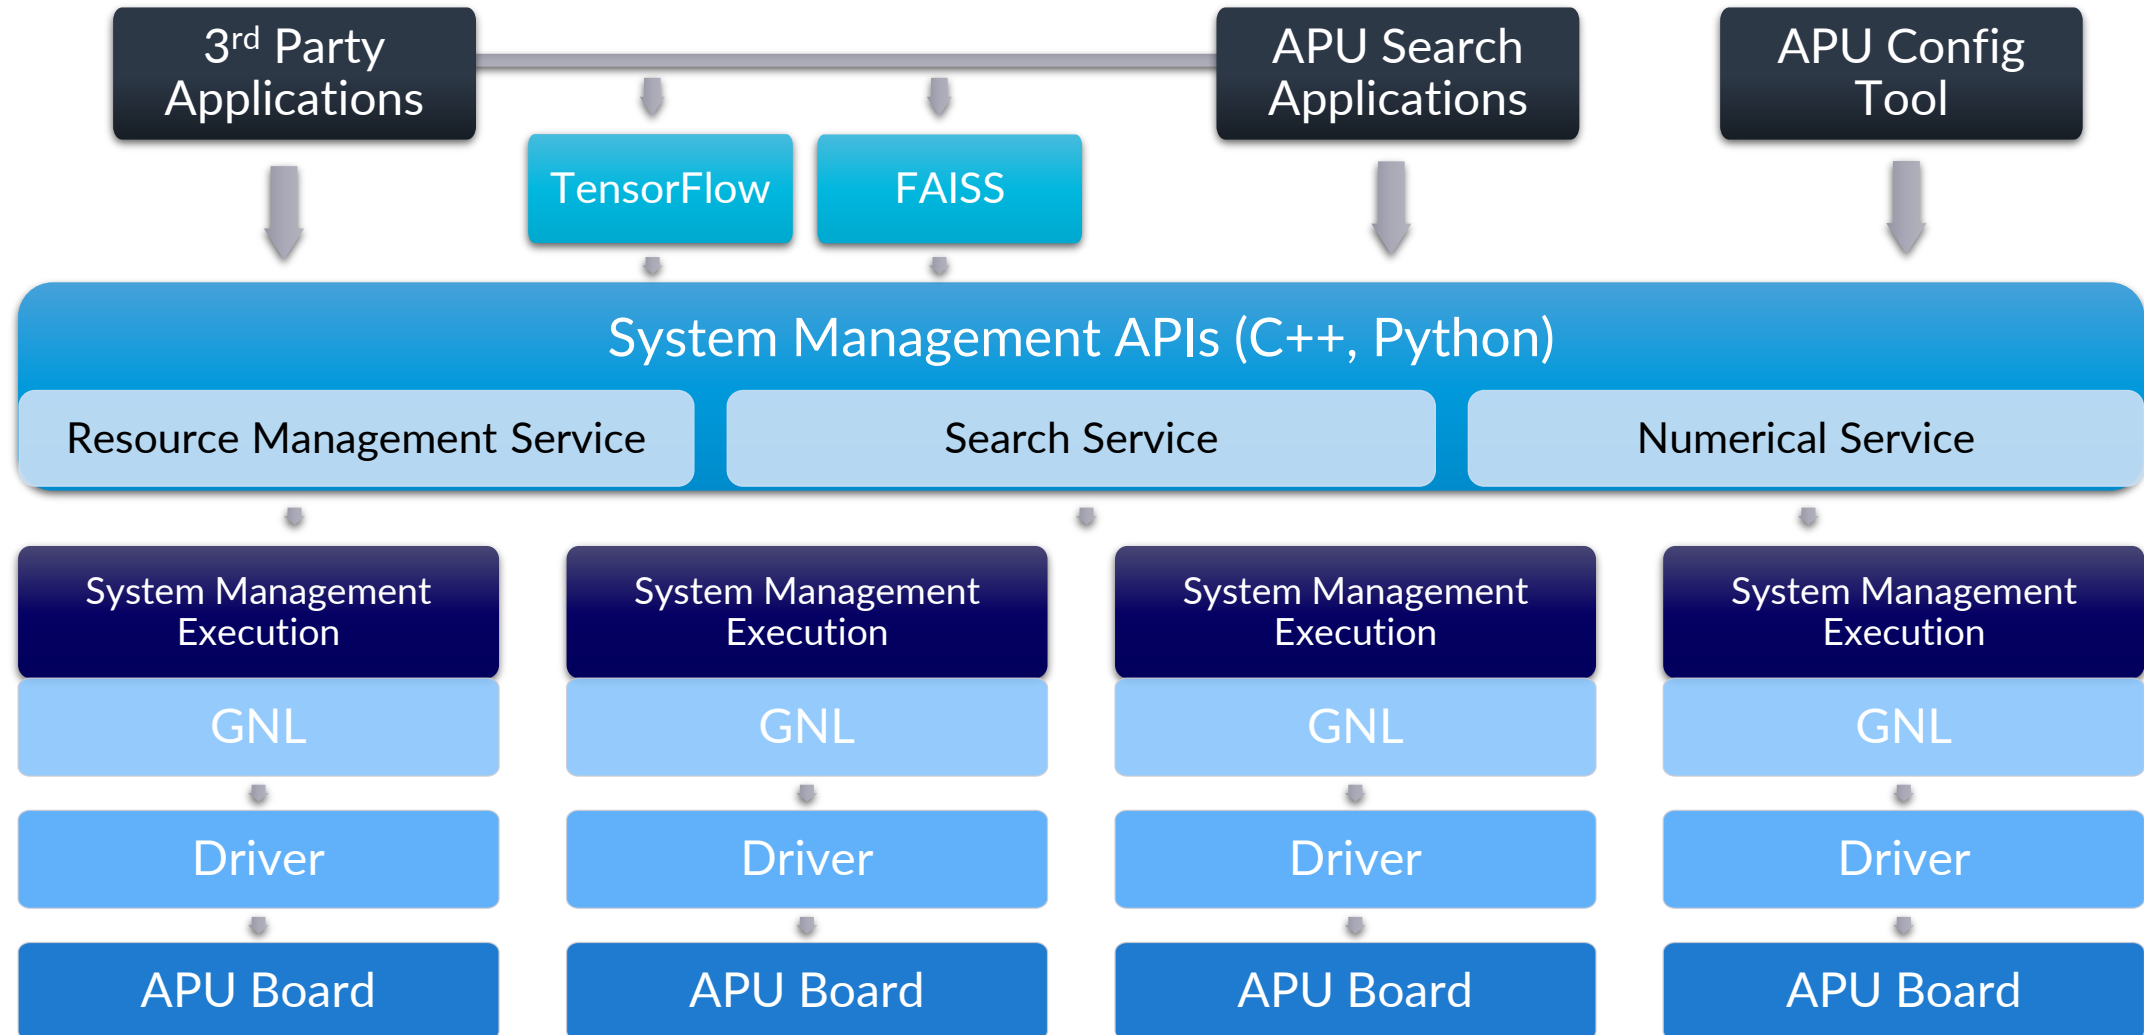 3rd Party
Applications
APU Search
Applications
APU Config
Tool
TensorFlow
FAISS
System Management APIs (C++, Python)
Resource Management Service
Search Service
Numerical Service
System Management
Execution
System Management
Execution
System Management
Execution
System Management
Execution
GNL
GNL
GNL
GNL
Driver
Driver
Driver
Driver
APU Board
APU Board
APU Board
APU Board